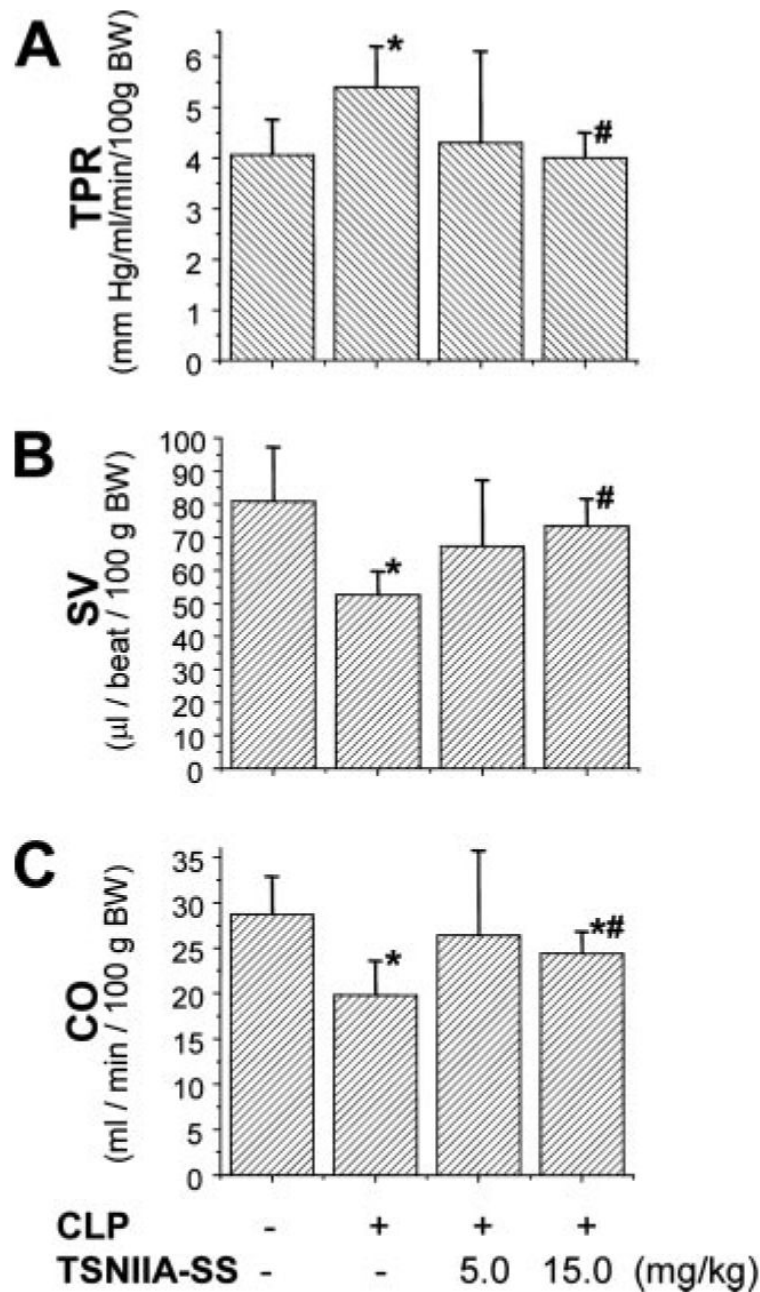 A
TPR
(mm Hg/ml/min/100g BW)
6
5
4
3
2
1
0
*
#
B
SV
(µl / beat / 100 g BW)
100
90
80
70
60
50
40
30
20
10
0
*
#
C
CO
(ml / min / 100 g BW)
35
30
25
20
15
10
5
0
*
*#
CLP - + + +
TSNIIA-SS - - 5.0 15.0 (mg/kg)